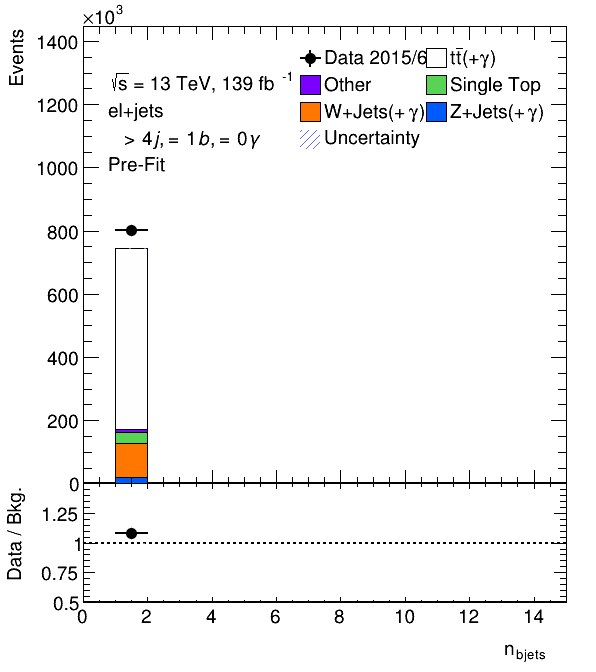 ×10³
Events
1400
1200
1000
800
600
400
200
0
√s = 13 TeV, 139 fb⁻¹
el+jets
> 4j, = 1b, = 0γ
Pre-Fit
Data 2015/6
tt̄(+γ)
Other
Single Top
W+Jets(+γ)
Z+Jets(+γ)
Uncertainty
Data / Bkg.
1.25
1
0.75
0.5
0 2 4 6 8 10 12 14
n_bjets